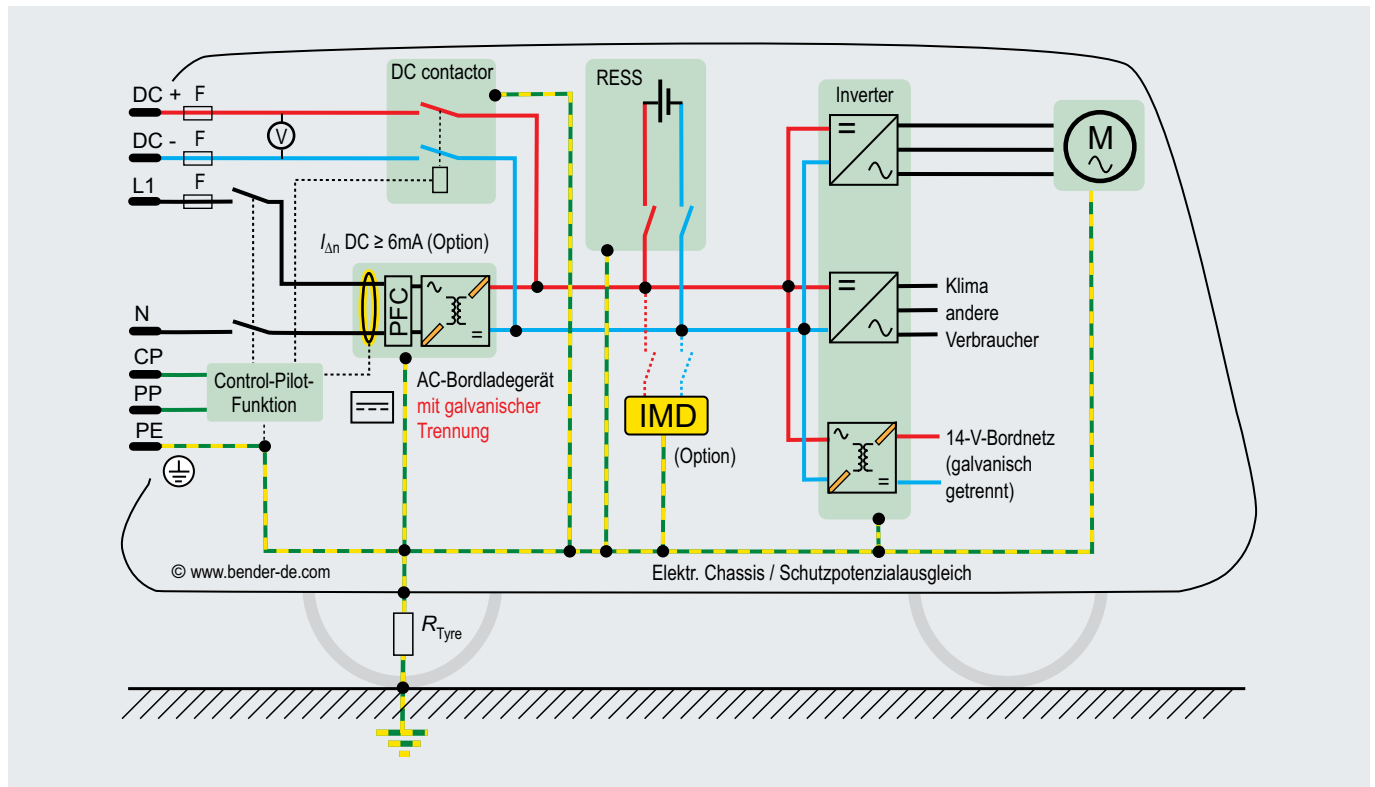 DC contactor
RESS
DC + F
Inverter
V
M
DC - F
L1 F
I∆n DC ≥ 6mA (Option)
Klima
andere
Verbraucher
N
PFC
CP
PP
PE
Control-Pilot-
Funktion
AC-Bordladegerät
mit galvanischer
Trennung
IMD
(Option)
14-V-Bordnetz
(galvanisch
getrennt)
© www.bender-de.com
Elektr. Chassis / Schutzpotenzialausgleich
RTyre